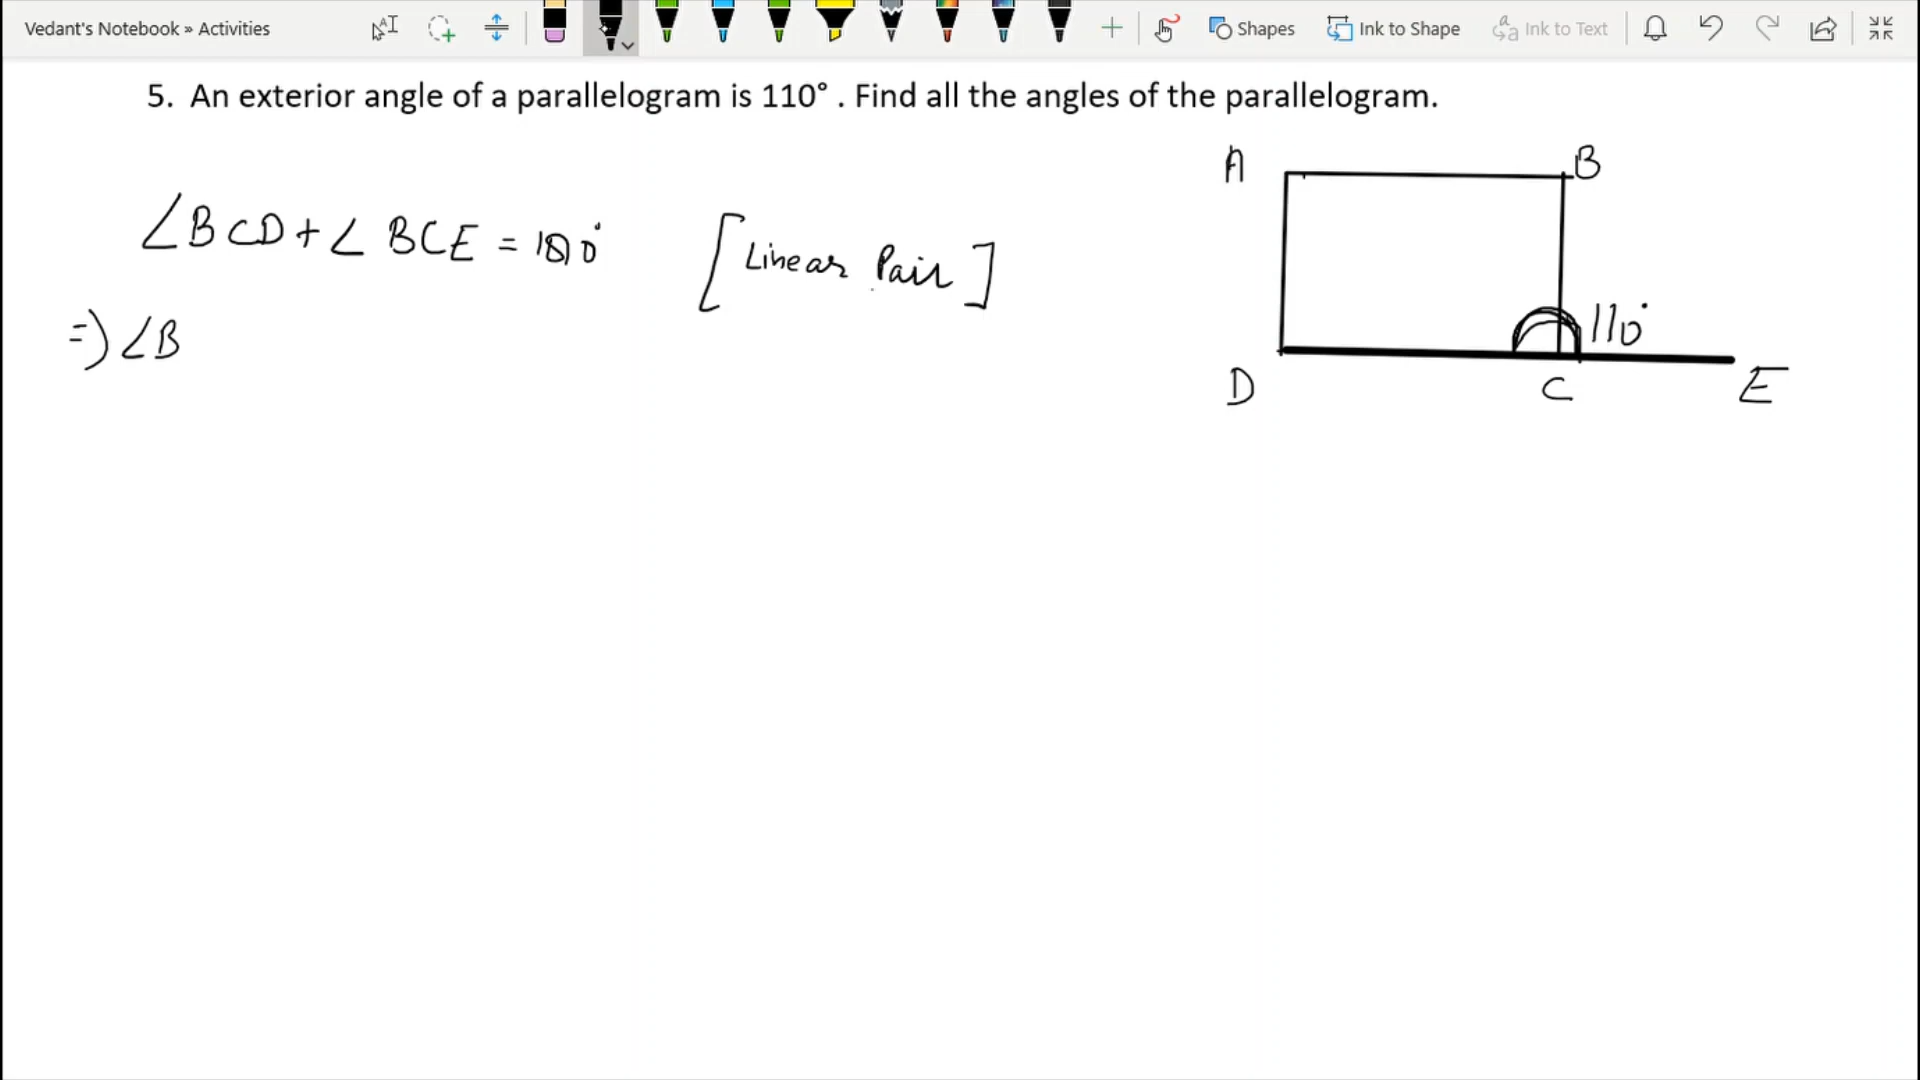 Vedant's Notebook » Activities
Shapes
Ink to Shape
Ink to Text
5. An exterior angle of a parallelogram is 110° . Find all the angles of the parallelogram.
A
B
∠BCD + ∠BCE = 180° [Linear Pair]
110°
⇒ ∠B
D
C
E